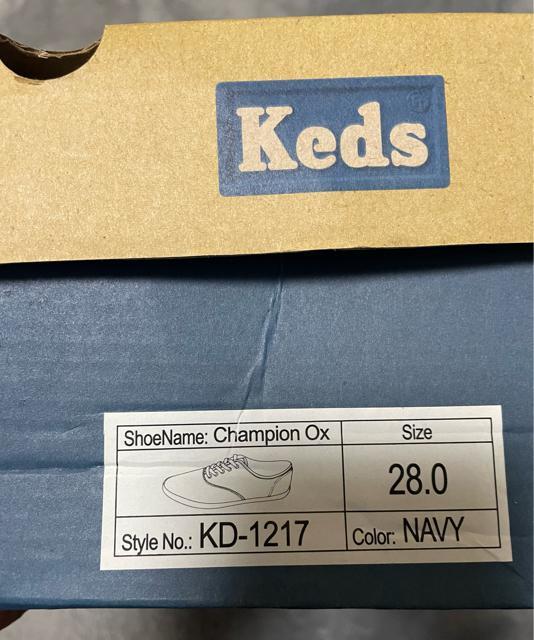 Keds
ShoeName: Champion Ox
Size
28.0
Style No.: KD-1217
Color: NAVY